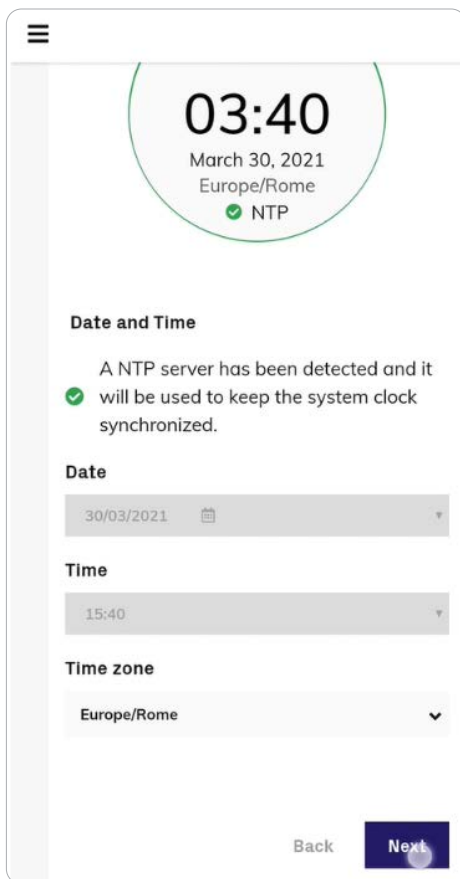 03:40
March 30, 2021
Europe/Rome
NTP
Date and Time
A NTP server has been detected and it
will be used to keep the system clock
synchronized.
Date
30/03/2021
Time
15:40
Time zone
Europe/Rome
Back Next